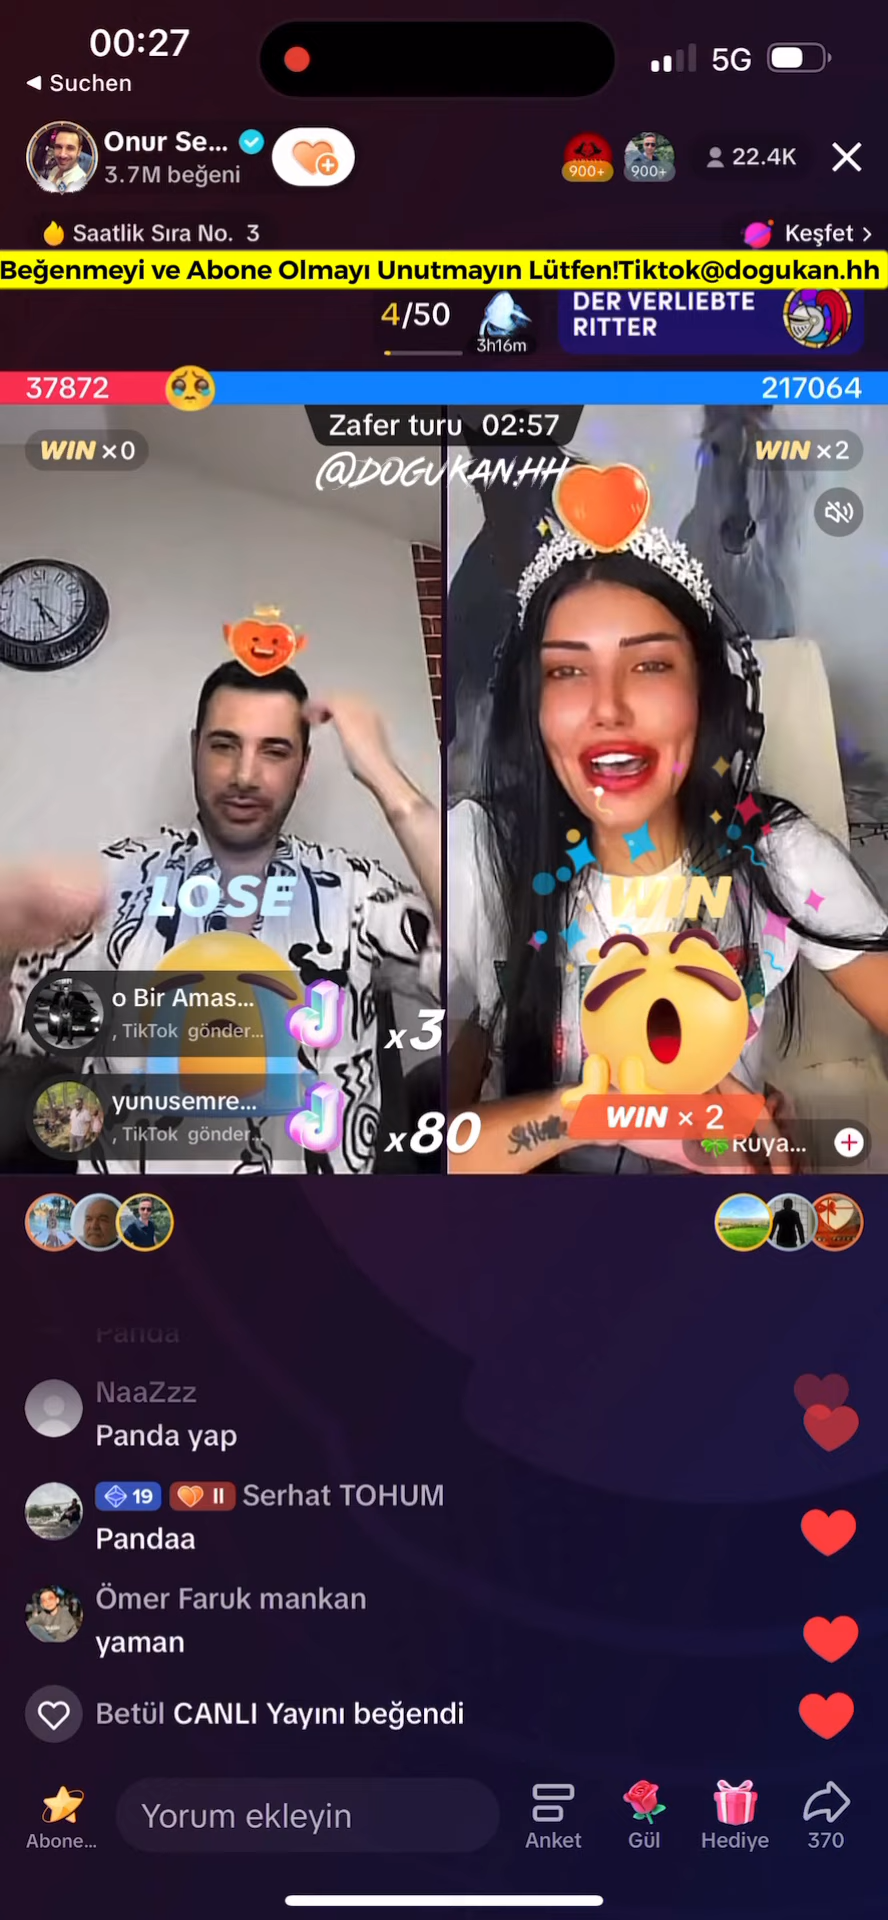 00:27
5G
◀ Suchen
Onur Se...
3.7M beğeni
900+
900+
22.4K
Saatlik Sıra No. 3
Keşfet >
Beğenmeyi ve Abone Olmayı Unutmayın Lütfen!Tiktok@dogukan.hh
4/50
3h16m
DER VERLIEBTE
RITTER
37872
217064
Zafer turu 02:57
WIN x0
WIN x2
@DOGUKAN.HH
LOSE
WIN
o Bir Amas...
, TikTok gönder...
x3
yunusemre...
, TikTok gönder...
x80
WIN x 2
Rüya...
Panda
NaaZzz
Panda yap
19 II Serhat TOHUM
Pandaa
Ömer Faruk mankan
yaman
Betül CANLI Yayını beğendi
Abone...
Yorum ekleyin
Anket
Gül
Hediye
370